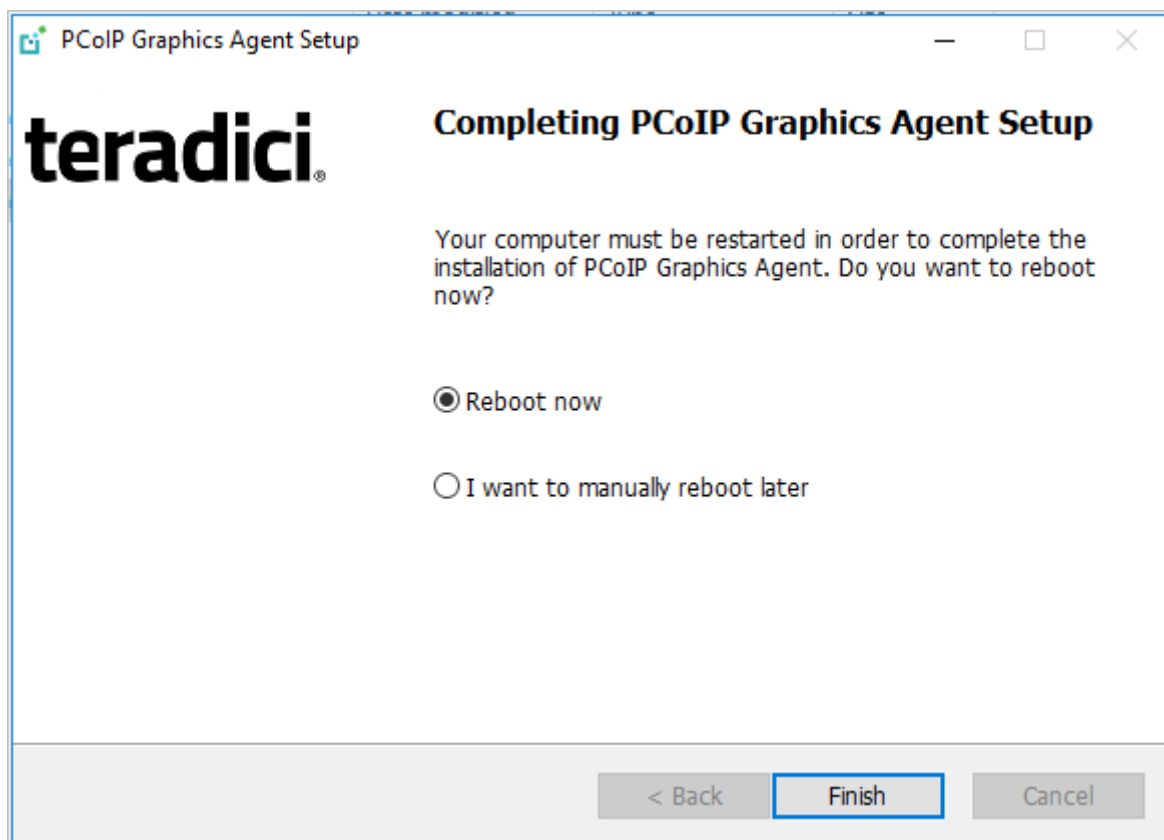 PCoIP Graphics Agent Setup
teradici®
Completing PCoIP Graphics Agent Setup
Your computer must be restarted in order to complete the
installation of PCoIP Graphics Agent. Do you want to reboot
now?
Reboot now
I want to manually reboot later
< Back
Finish
Cancel